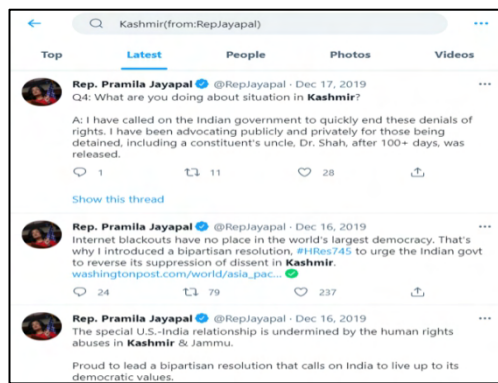 Kashmir(from:RepJayapal)
Top Latest People Photos Videos
Rep. Pramila Jayapal @RepJayapal · Dec 17, 2019
Q4: What are you doing about situation in Kashmir?
A: I have called on the Indian government to quickly end these denials of
rights. I have been advocating publicly and privately for those being
detained, including a constituent's uncle, Dr. Shah, after 100+ days, was
released.
1 11 28
Show this thread
Rep. Pramila Jayapal @RepJayapal · Dec 16, 2019
Internet blackouts have no place in the world's largest democracy. That's
why I introduced a bipartisan resolution, #HRes745 to urge the Indian govt
to reverse its suppression of dissent in Kashmir.
washingtonpost.com/world/asia_pac...
24 79 237
Rep. Pramila Jayapal @RepJayapal · Dec 16, 2019
The special U.S.-India relationship is undermined by the human rights
abuses in Kashmir & Jammu.
Proud to lead a bipartisan resolution that calls on India to live up to its
democratic values.